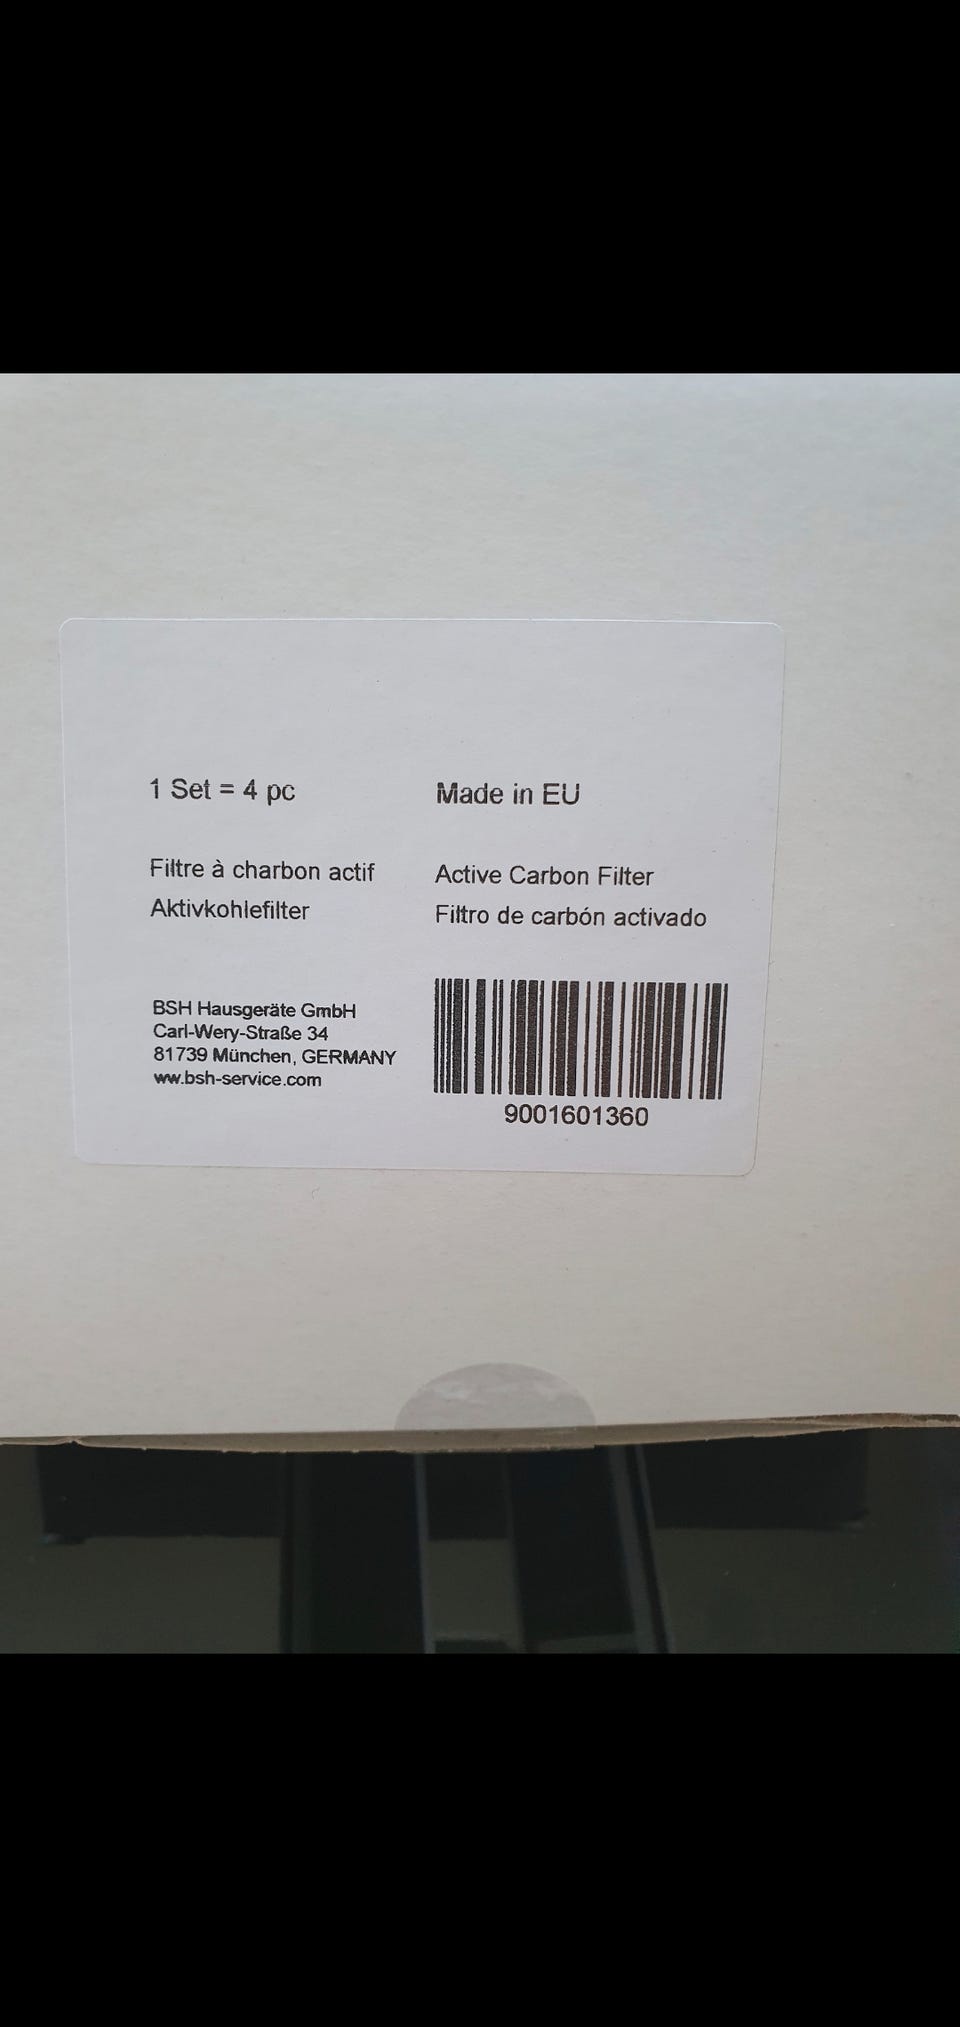 1 Set = 4 pc
Made in EU
Filtre à charbon actif
Active Carbon Filter
Aktivkohlefilter
Filtro de carbón activado
BSH Hausgeräte GmbH
Carl-Wery-Straße 34
81739 München, GERMANY
ww.bsh-service.com
9001601360